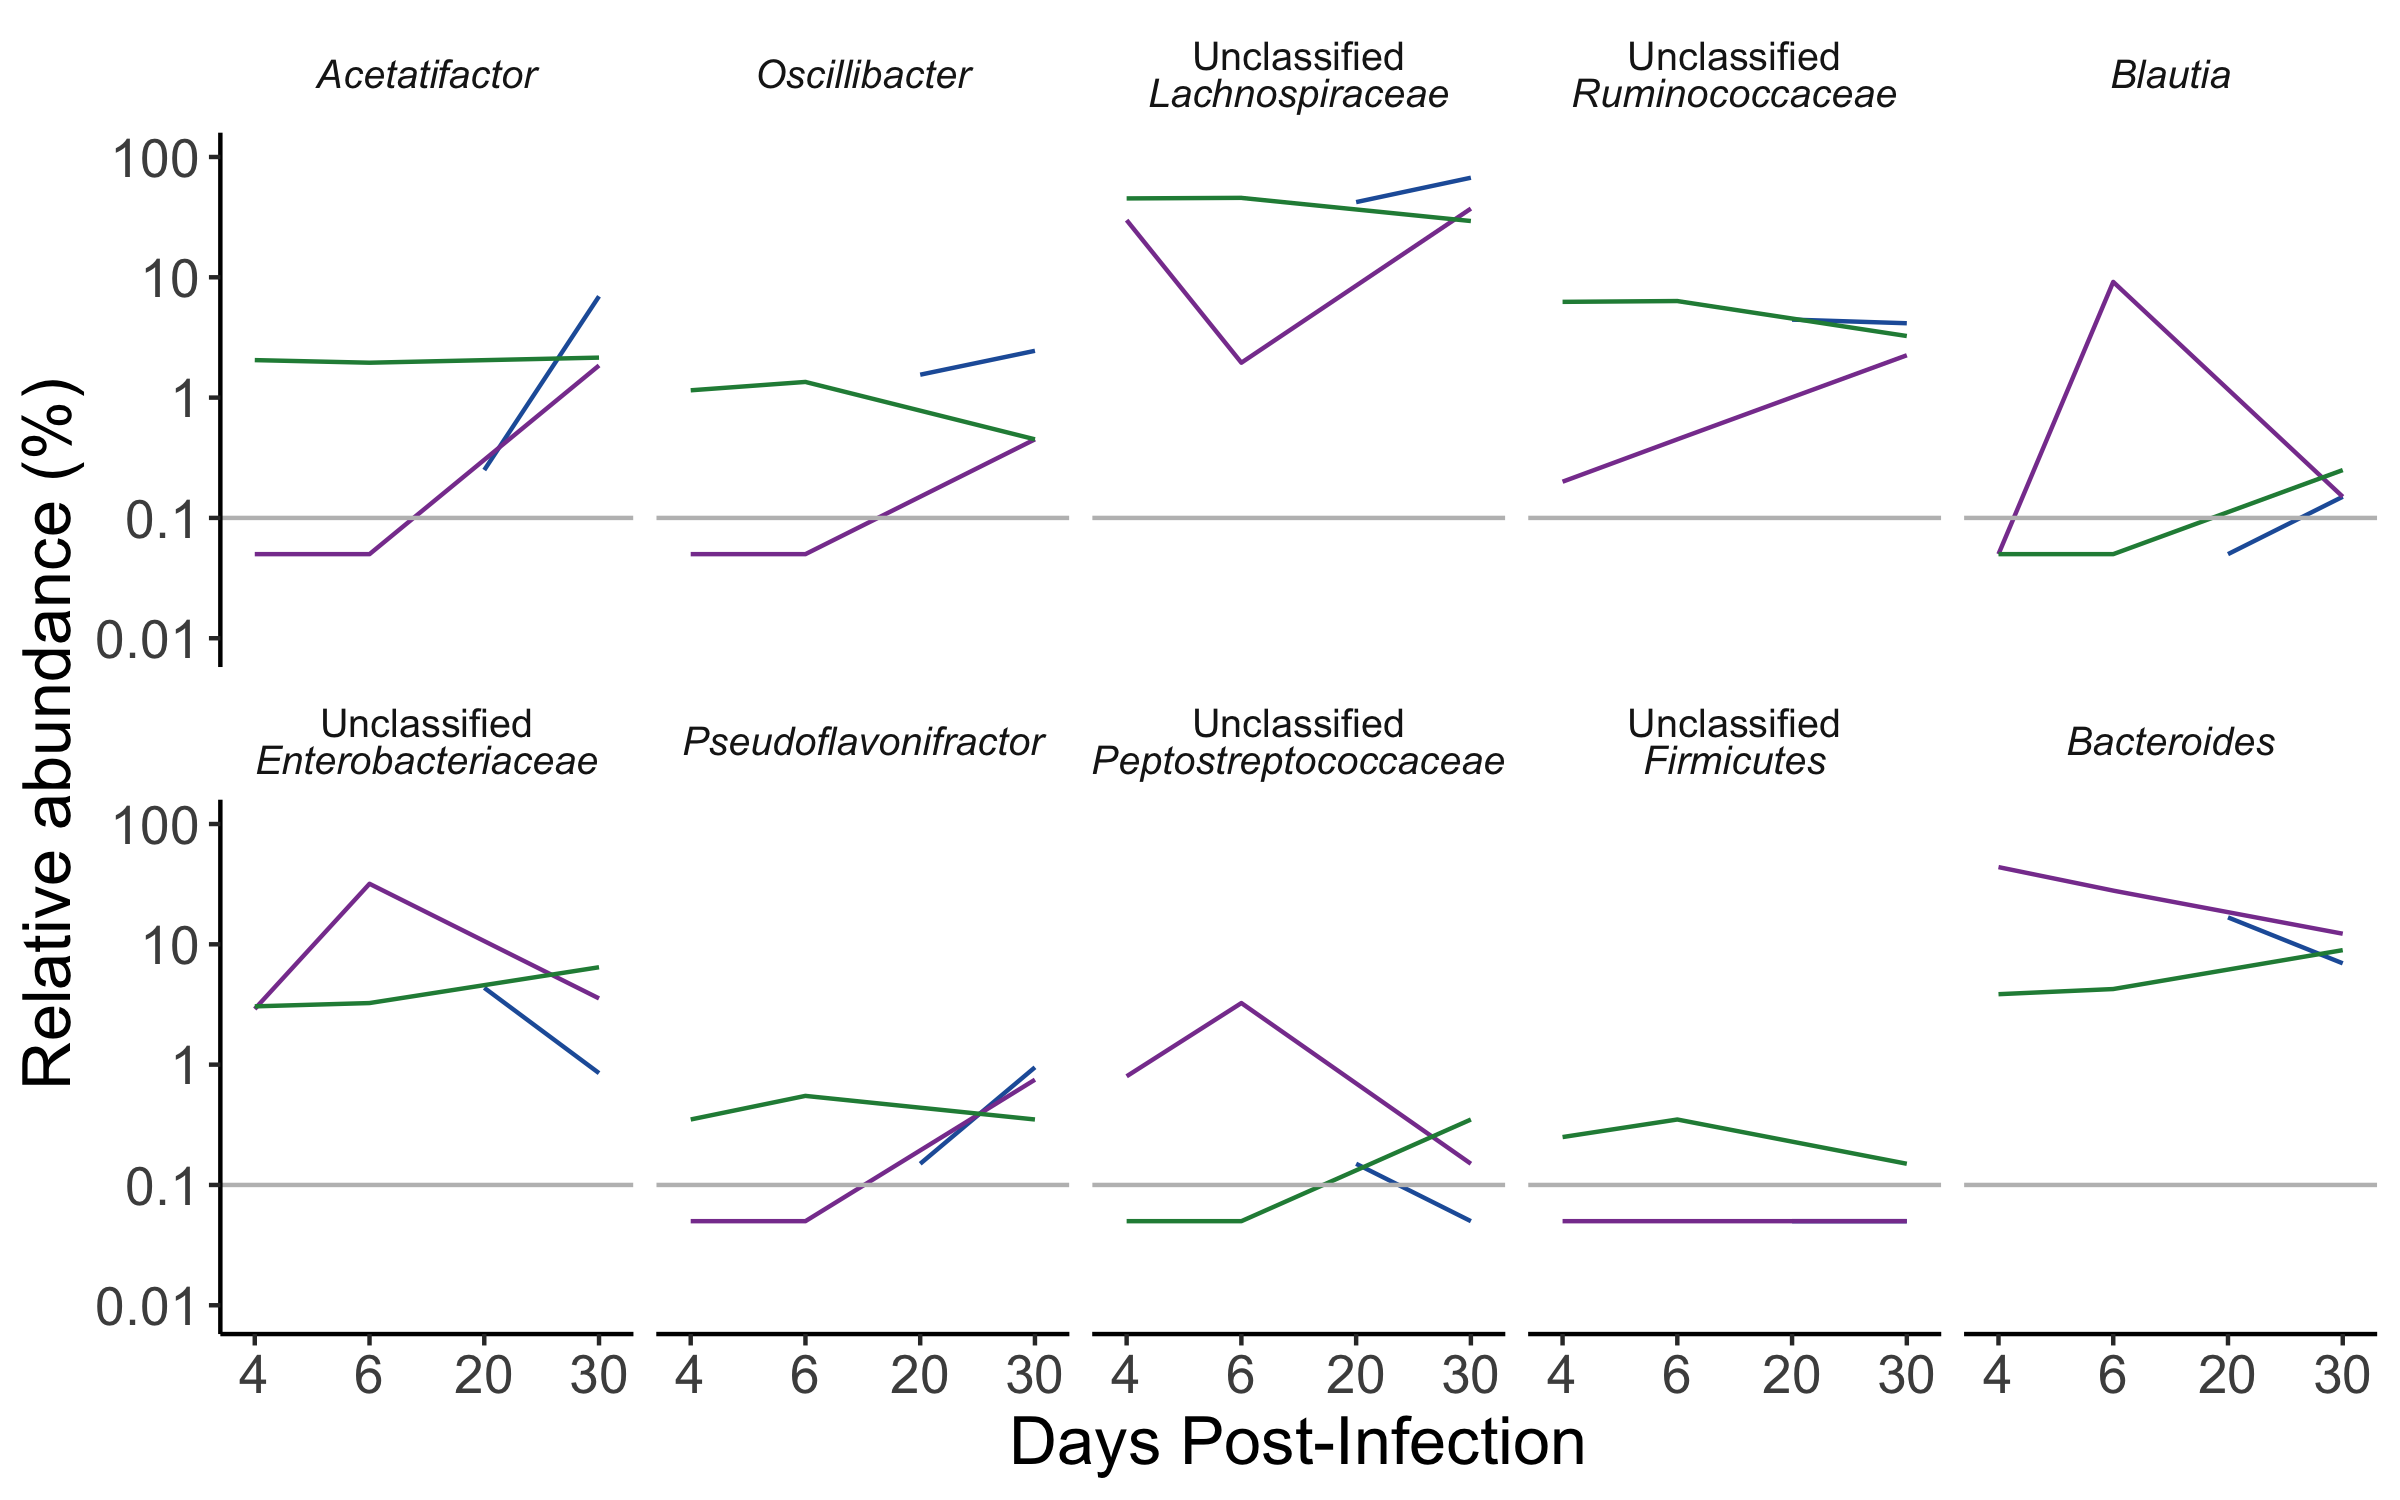 Acetatifactor
Oscillibacter
Unclassified
Lachnospiraceae
Unclassified
Ruminococcaceae
Blautia
100
10
1
0.1
0.01
Relative abundance (%)
Unclassified
Enterobacteriaceae
Pseudoflavonifractor
Unclassified
Peptostreptococcaceae
Unclassified
Firmicutes
Bacteroides
100
10
1
0.1
0.01
4 6 20 30 4 6 20 30 4 6 20 30 4 6 20 30 4 6 20 30
Days Post-Infection